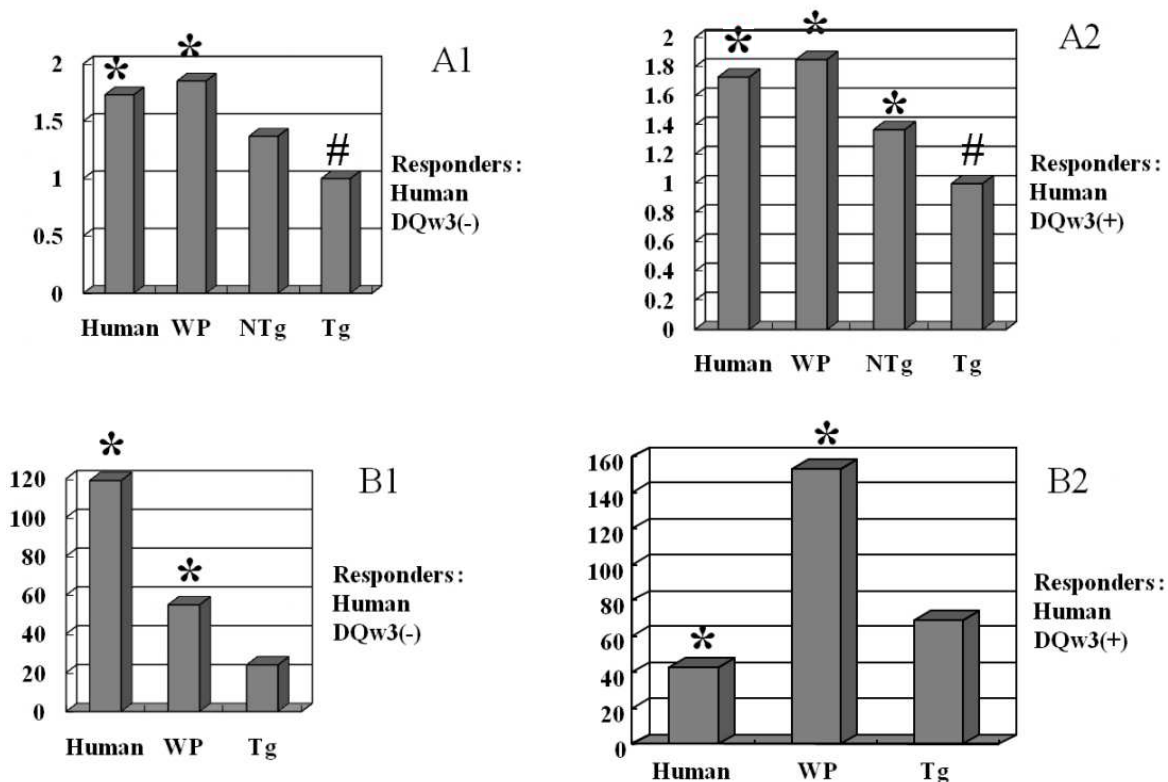 A1
2
1.5
1
0.5
0
*
*
#
Human WP NTg Tg
Responders:
Human
DQw3(-)
A2
2
1.8
1.6
1.4
1.2
1
0.8
0.6
0.4
0.2
0
*
*
*
#
Human WP NTg Tg
Responders:
Human
DQw3(+)
B1
120
100
80
60
40
20
0
*
*
Human WP Tg
Responders:
Human
DQw3(-)
B2
160
140
120
100
80
60
40
20
0
*
*
Human WP Tg
Responders:
Human
DQw3(+)